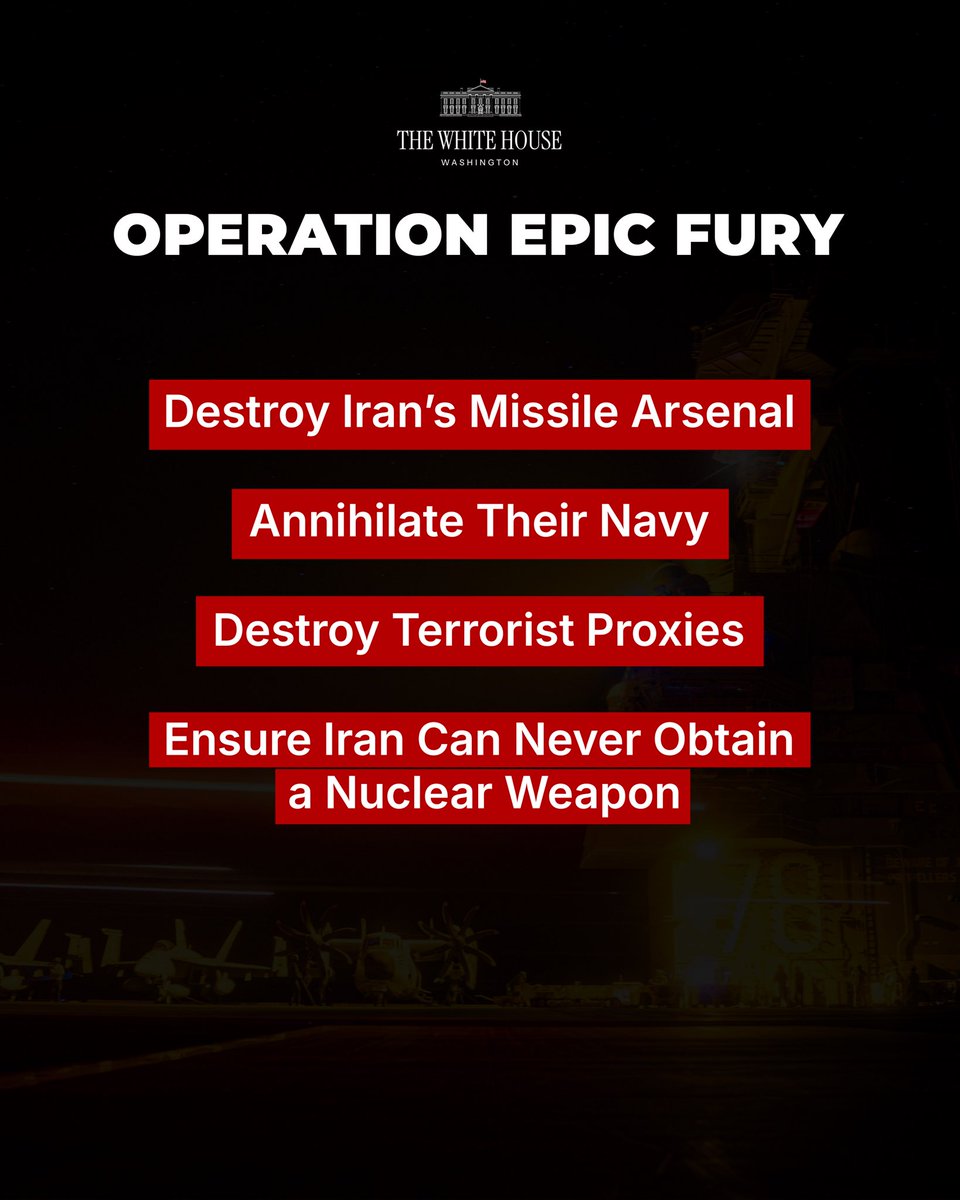 THE WHITE HOUSE
WASHINGTON
OPERATION EPIC FURY
Destroy Iran’s Missile Arsenal
Annihilate Their Navy
Destroy Terrorist Proxies
Ensure Iran Can Never Obtain
a Nuclear Weapon
78